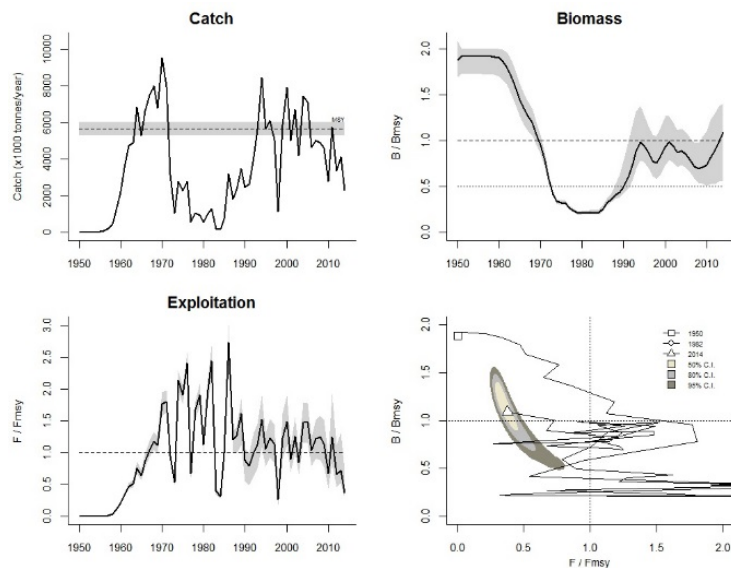 Catch
Catch (x1000 tonnes/year)
10000
8000
6000
4000
2000
0
MSY
1950 1960 1970 1980 1990 2000 2010
Biomass
B / Bmsy
2.0
1.5
1.0
0.5
0.0
1950 1960 1970 1980 1990 2000 2010
Exploitation
F / Fmsy
3.0
2.5
2.0
1.5
1.0
0.5
0.0
1950 1960 1970 1980 1990 2000 2010
B / Bmsy
2.0
1.5
1.0
0.5
0.0
1950
1982
2014
50% C.I.
80% C.I.
95% C.I.
0.0 0.5 1.0 1.5 2.0
F / Fmsy